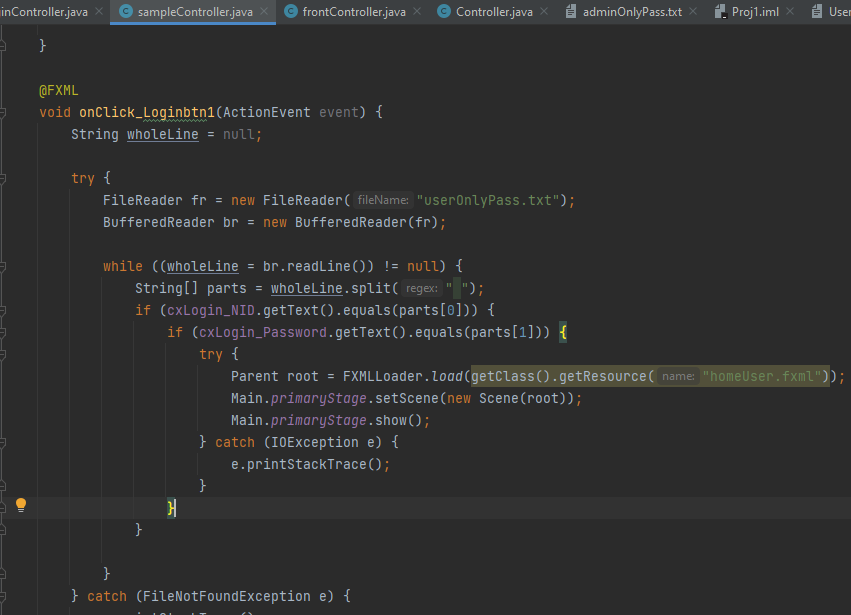 inController.java × sampleController.java × frontController.java × Controller.java × adminOnlyPass.txt × Proj1.iml × User
}
@FXML
void onClick_Loginbtn1(ActionEvent event) {
String wholeLine = null;
try {
FileReader fr = new FileReader( fileName: "userOnlyPass.txt");
BufferedReader br = new BufferedReader(fr);
while ((wholeLine = br.readLine()) != null) {
String[] parts = wholeLine.split( regex: " ");
if (cxLogin_NID.getText().equals(parts[0])) {
if (cxLogin_Password.getText().equals(parts[1])) {
try {
Parent root = FXMLLoader.load(getClass().getResource( name: "homeUser.fxml"));
Main.primaryStage.setScene(new Scene(root));
Main.primaryStage.show();
} catch (IOException e) {
e.printStackTrace();
}
}
}
}
} catch (FileNotFoundException e) {